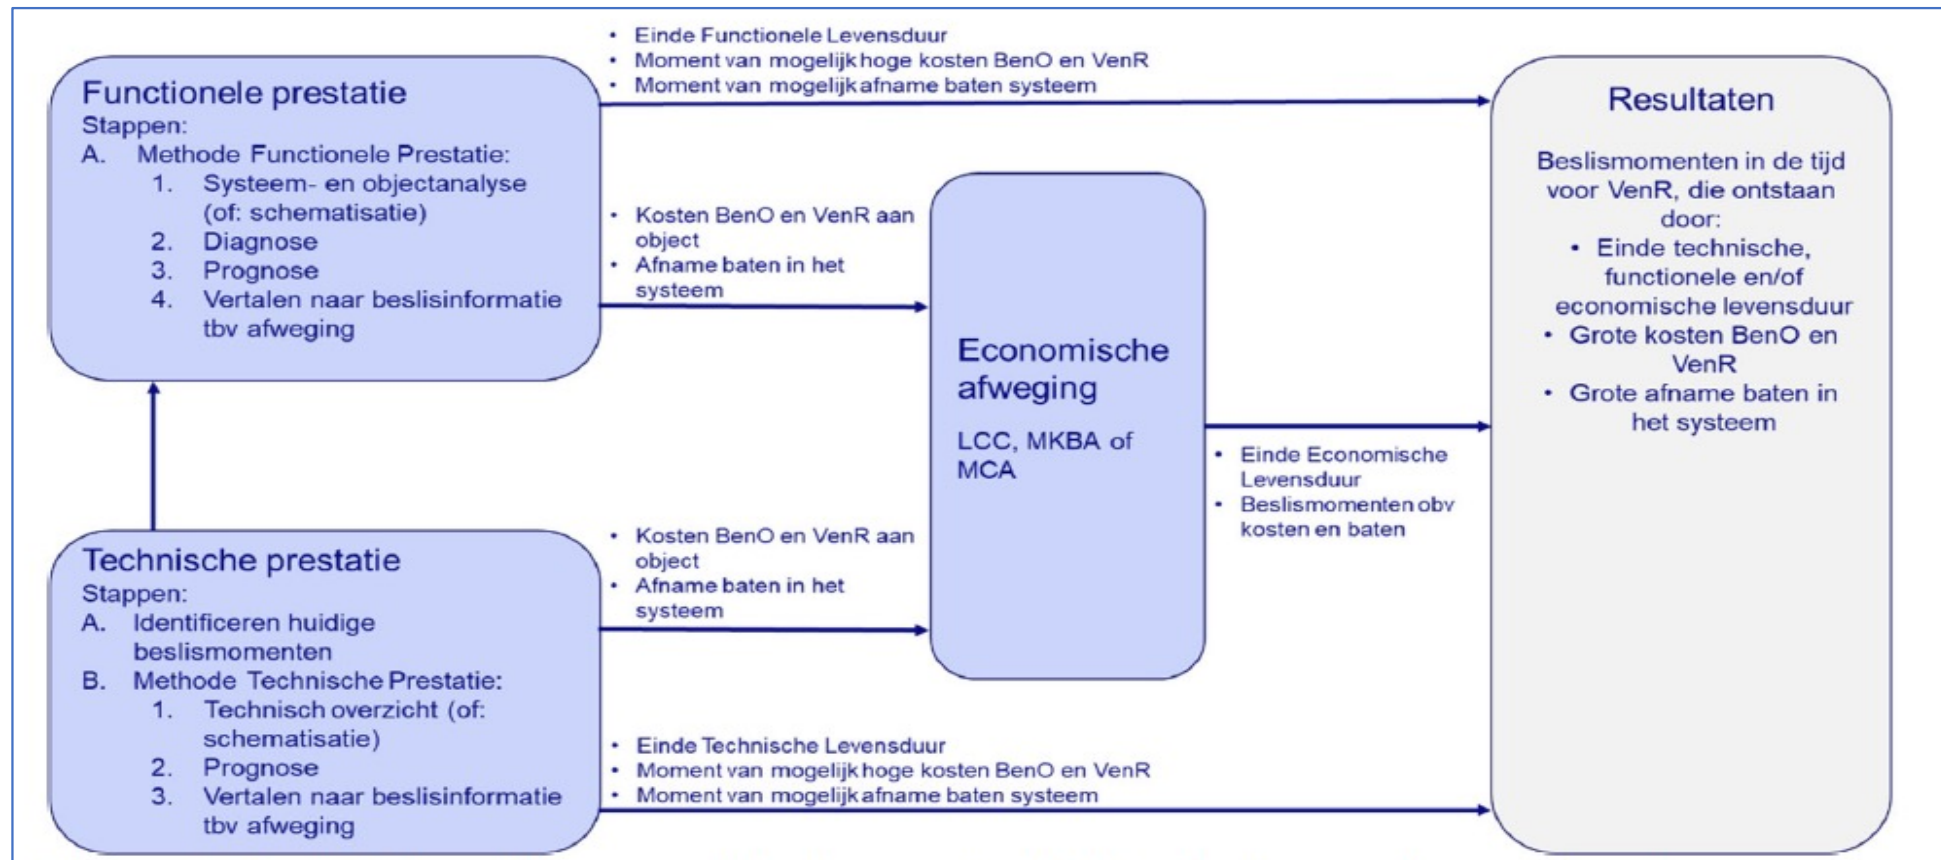 Functionele prestatie
Stappen:
A. Methode Functionele Prestatie:
1. Systeem- en objectanalyse
(of: schematisatie)
2. Diagnose
3. Prognose
4. Vertalen naar beslisinformatie
tbv afweging
• Einde Functionele Levensduur
• Moment van mogelijk hoge kosten BenO en VenR
• Moment van mogelijk afname baten systeem
• Kosten BenO en VenR aan
object
• Afname baten in het
systeem
Technische prestatie
Stappen:
A. Identificeren huidige
beslismomenten
B. Methode Technische Prestatie:
1. Technisch overzicht (of:
schematisatie)
2. Prognose
3. Vertalen naar beslisinformatie
tbv afweging
• Kosten BenO en VenR aan
object
• Afname baten in het
systeem
• Einde Technische Levensduur
• Moment van mogelijk hoge kosten BenO en VenR
• Moment van mogelijk afname baten systeem
Economische
afweging
LCC, MKBA of
MCA
• Einde Economische
Levensduur
• Beslismomenten obv
kosten en baten
Resultaten
Beslismomenten in de tijd
voor VenR, die ontstaan
door:
• Einde technische,
functionele en/of
economische levensduur
• Grote kosten BenO en
VenR
• Grote afname baten in
het systeem